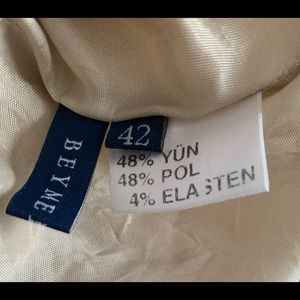 BEYME
42
48% YÜN
48% POL
4% ELASTEN